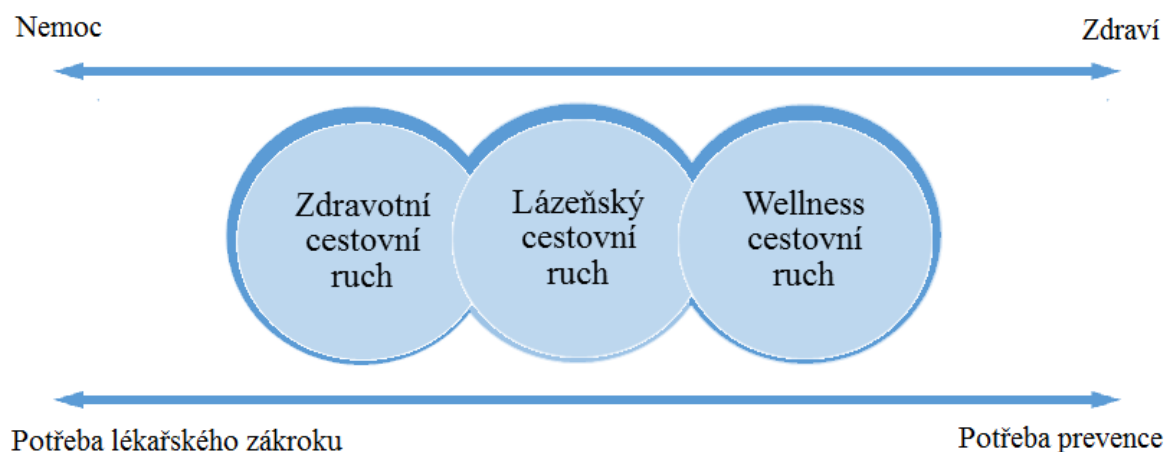 Nemoc
Zdraví
Zdravotní
cestovní
ruch
Lázeňský
cestovní
ruch
Wellness
cestovní
ruch
Potřeba lékařského zákroku
Potřeba prevence